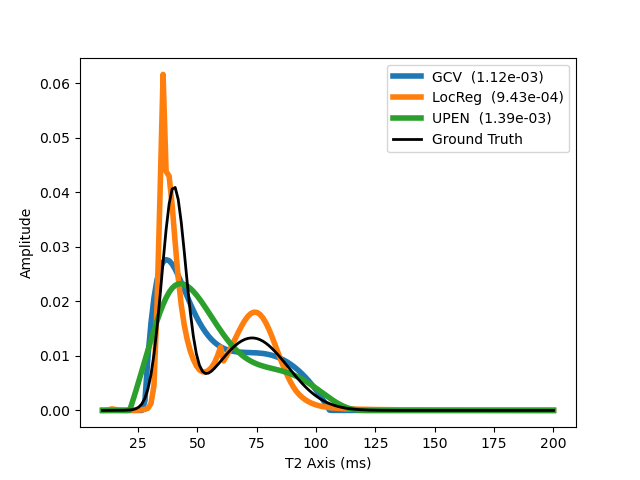 GCV (1.12e-03)
LocReg (9.43e-04)
UPEN (1.39e-03)
Ground Truth
0.06
0.05
0.04
0.03
0.02
0.01
0.00
Amplitude
25 50 75 100 125 150 175 200
T2 Axis (ms)